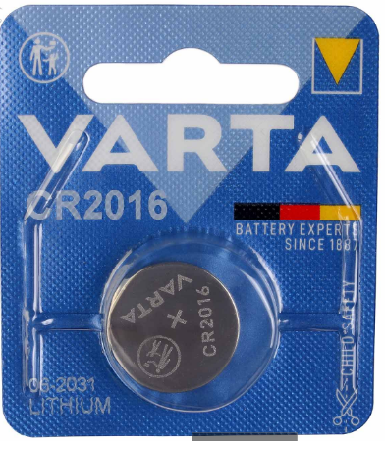 VARTA
CR2016
BATTERY EXPERTS
SINCE 1887
VARTA
+
CR2016
CHILD SAFETY
06-2031
LITHIUM